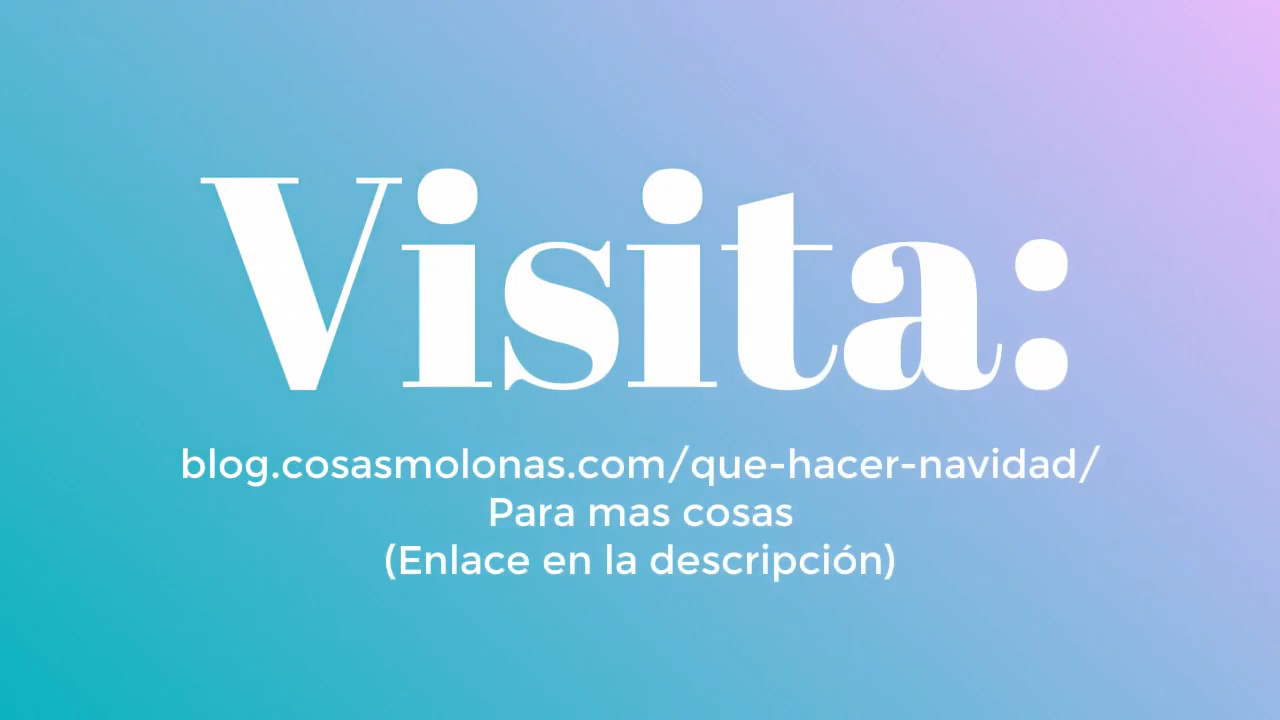 Visita:
blog.cosasmolonas.com/que-hacer-navidad/
Para mas cosas
(Enlace en la descripción)